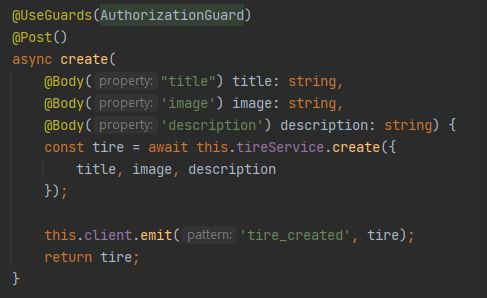 @UseGuards(AuthorizationGuard)
@Post()
async create(
    @Body( property: "title") title: string,
    @Body( property: 'image') image: string,
    @Body( property: 'description') description: string) {
    const tire = await this.tireService.create({
        title, image, description
    });

    this.client.emit( pattern: 'tire_created', tire);
    return tire;
}